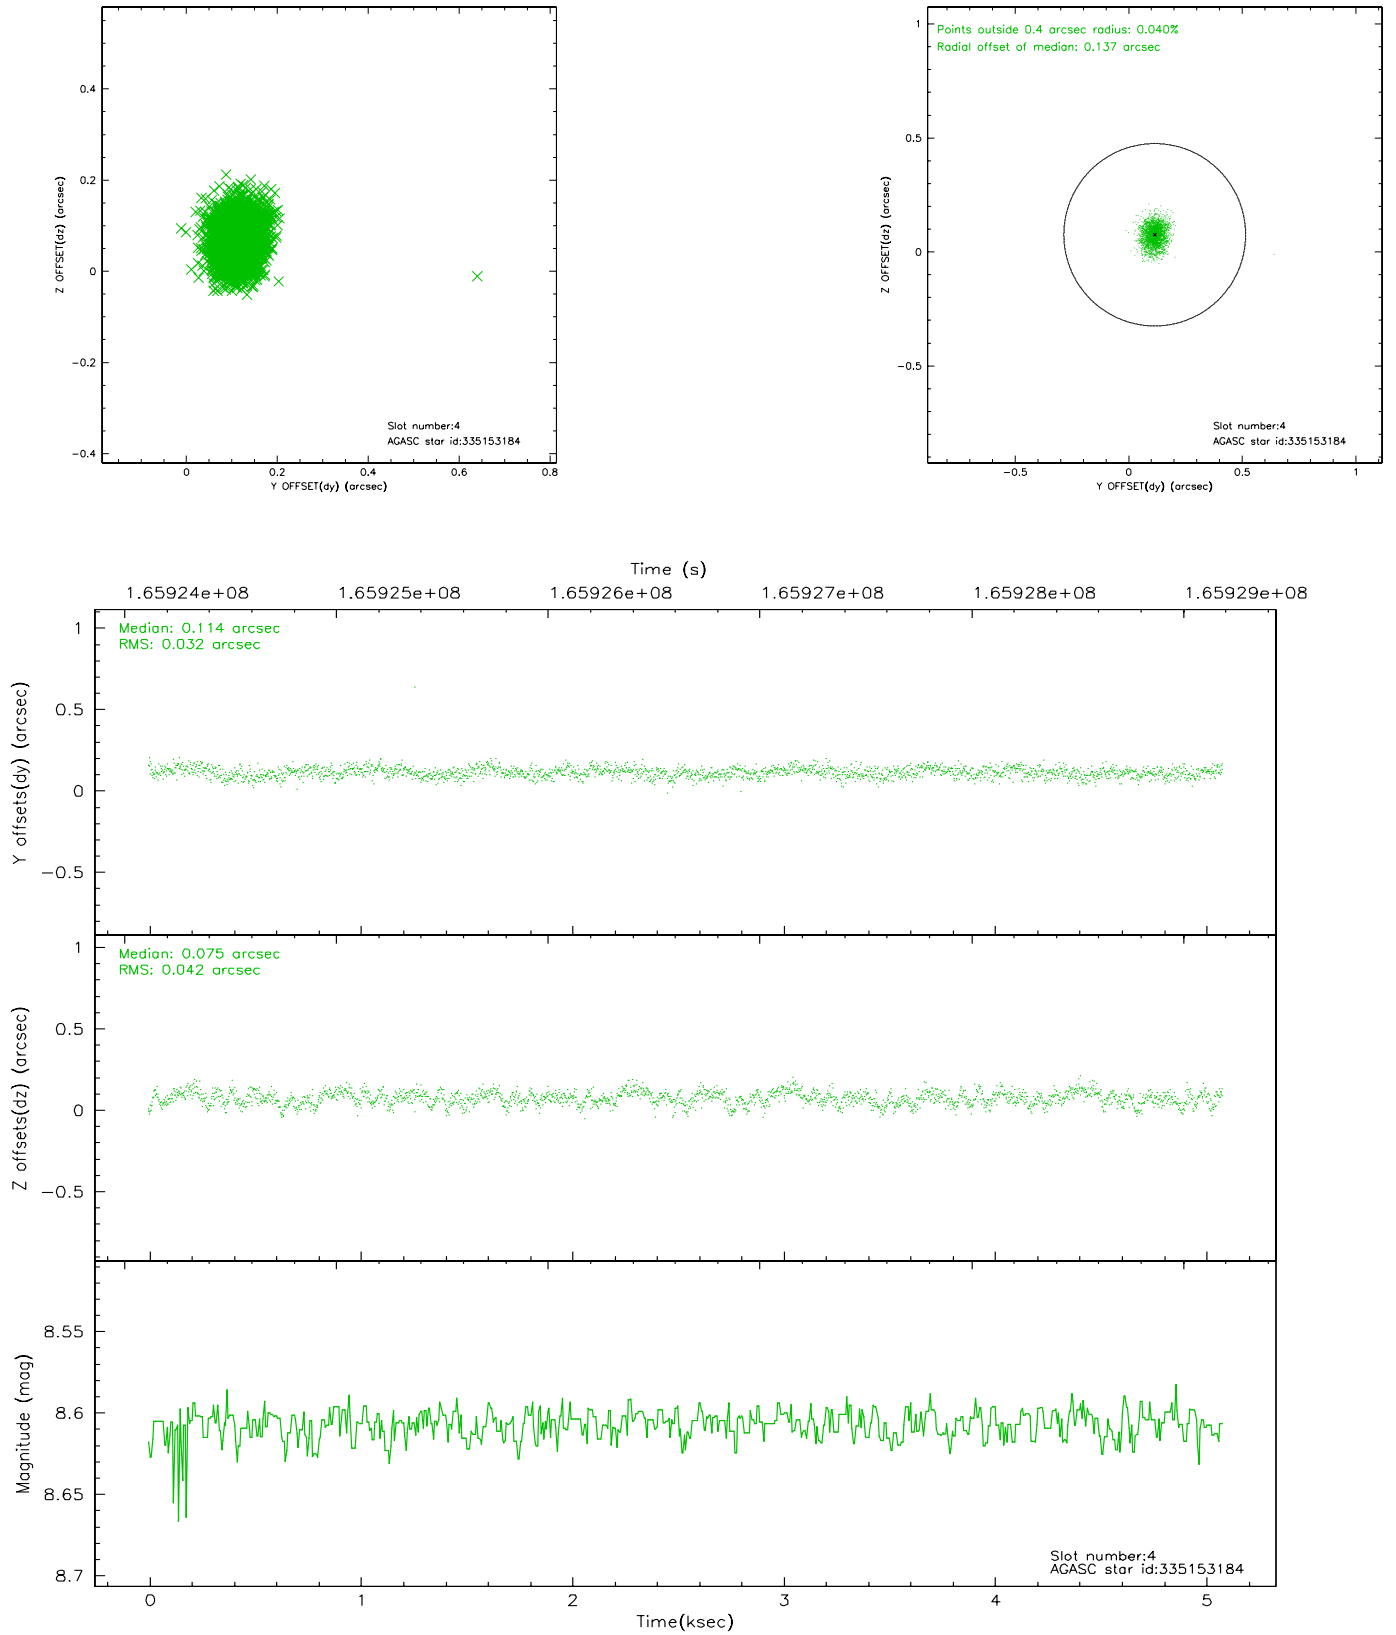 0.4
0.2
0
−0.2
−0.4
0
0.2
0.4
0.6
0.8
Z OFFSET(dz) (arcsec)
Y OFFSET(dy) (arcsec)
Slot number:4
AGASC star id:335153184
Points outside 0.4 arcsec radius: 0.040%
Radial offset of median: 0.137 arcsec
1
0.5
0
−0.5
−0.5
0
0.5
1
Z OFFSET(dz) (arcsec)
Y OFFSET(dy) (arcsec)
Slot number:4
AGASC star id:335153184
Time (s)
1.65924e+08
1.65925e+08
1.65926e+08
1.65927e+08
1.65928e+08
1.65929e+08
Median: 0.114 arcsec
RMS: 0.032 arcsec
1
0.5
0
−0.5
Y offsets(dy) (arcsec)
Median: 0.075 arcsec
RMS: 0.042 arcsec
1
0.5
0
−0.5
Z offsets(dz) (arcsec)
8.55
8.6
8.65
8.7
Magnitude (mag)
Slot number:4
AGASC star id:335153184
0
1
2
3
4
5
Time(ksec)